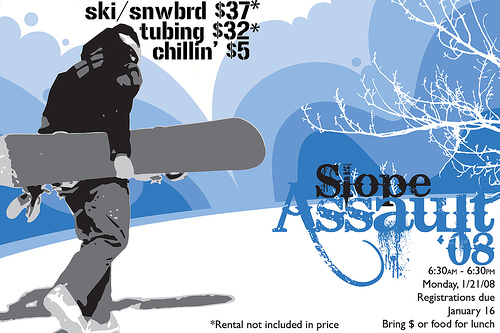 ski/snwbrd $37*
tubing $32*
chillin' $5
Slope
Assault
'08
6:30AM - 6:30PM
Monday, 1/21/08
Registrations due
January 16
Bring $ or food for lunch
*Rental not included in price